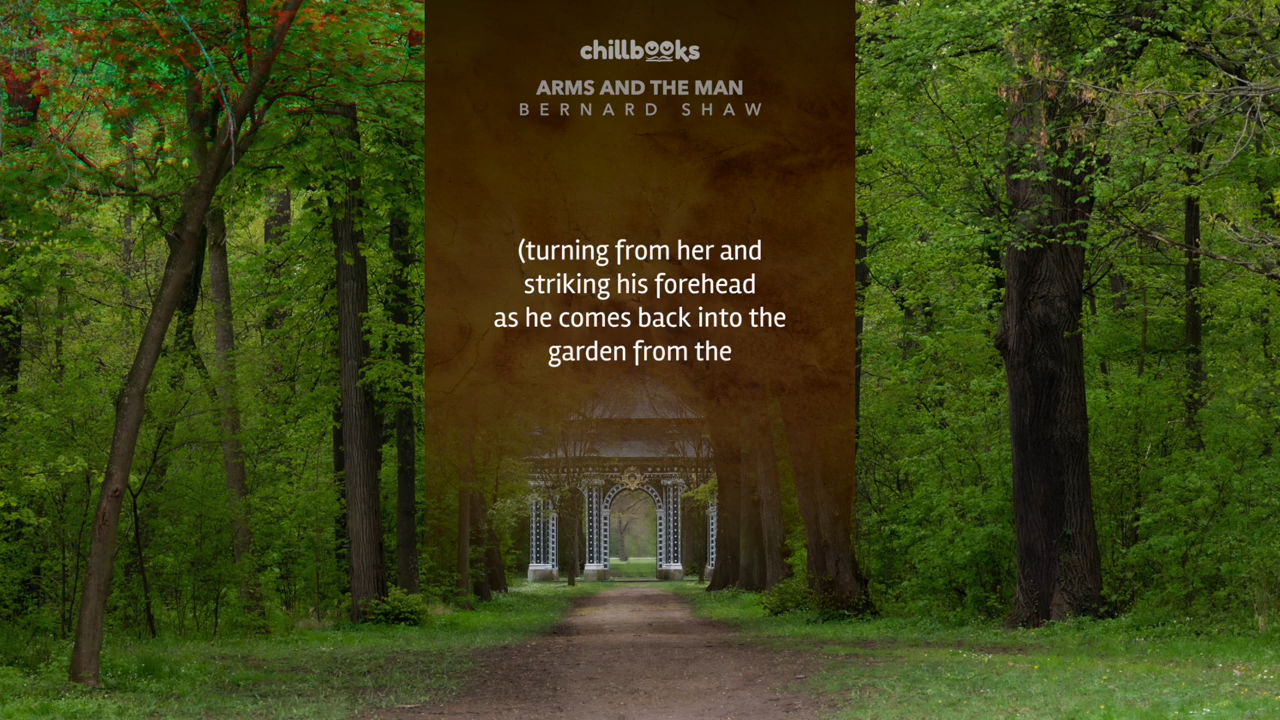 chillbooks
ARMS AND THE MAN
BERNARD SHAW
(turning from her and
striking his forehead
as he comes back into the
garden from the